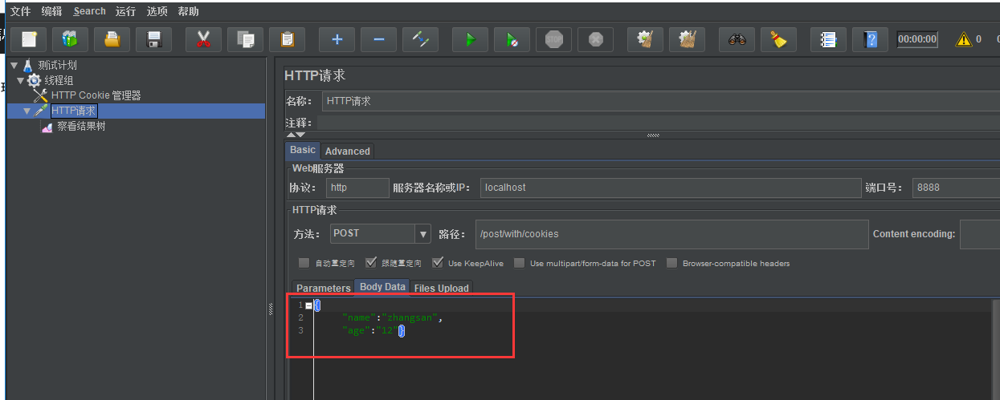 文件 编辑 Search 运行 选项 帮助
STOP
00:00:00 0
测试计划
线程组
HTTP Cookie 管理器
HTTP请求
察看结果树
HTTP请求
名称： HTTP请求
注释：
Basic Advanced
Web服务器
协议： http 服务器名称或IP： localhost 端口号： 8888
HTTP请求
方法： POST 路径： /post/with/cookies Content encoding:
自动重定向 跟随重定向 Use KeepAlive Use multipart/form-data for POST Browser-compatible headers
Parameters Body Data Files Upload
1 {
2 "name":"zhangsan",
3 "age":"12"}